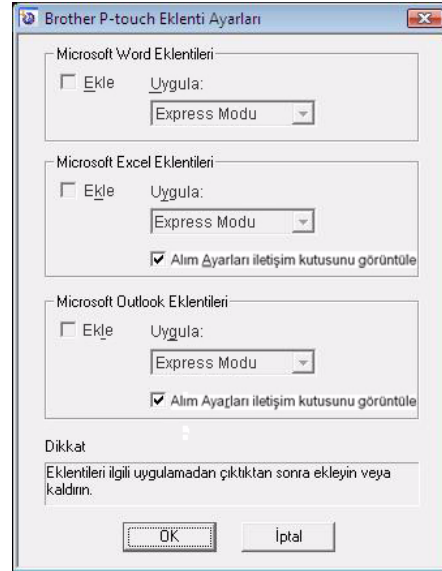 Brother P-touch Eklenti Ayarları
Microsoft Word Eklentileri
Ekle Uygula:
Express Modu
Microsoft Excel Eklentileri
Ekle Uygula:
Express Modu
Alım Ayarları iletişim kutusunu görüntüle
Microsoft Outlook Eklentileri
Ekle Uygula:
Express Modu
Alım Ayarları iletişim kutusunu görüntüle
Dikkat
Eklentileri ilgili uygulamadan çıktıktan sonra ekleyin veya
kaldırın.
OK İptal